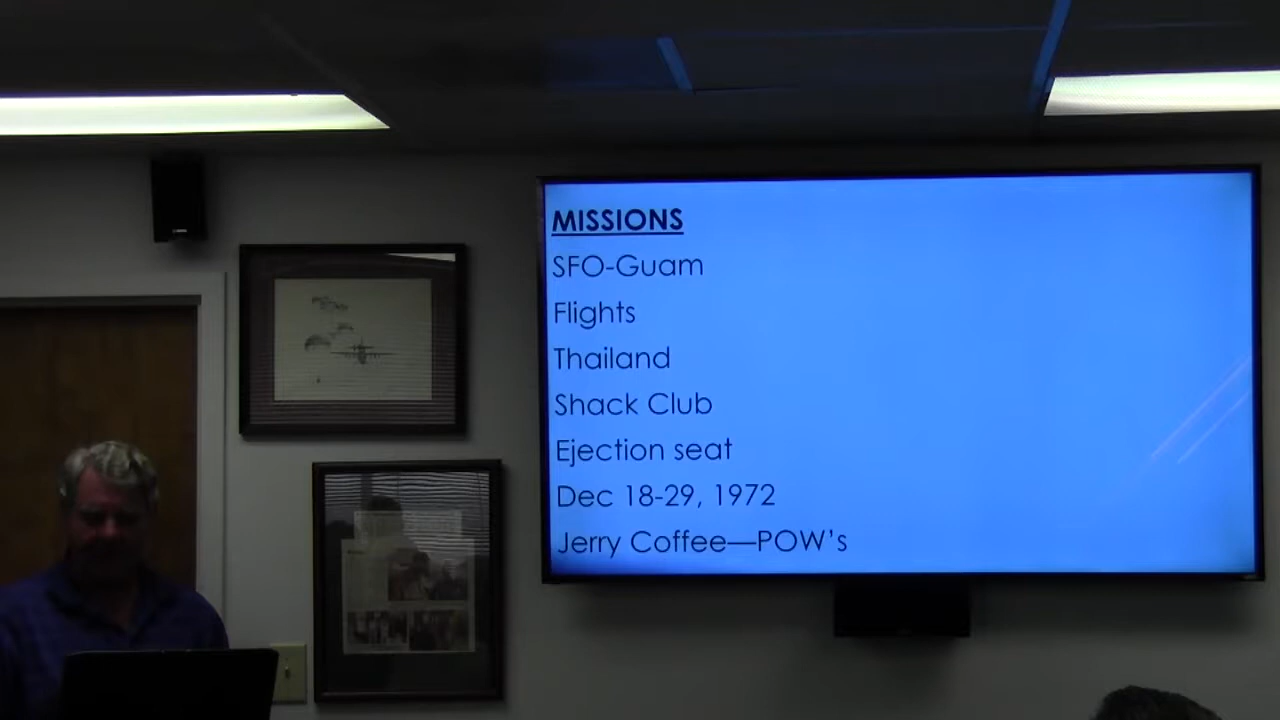 MISSIONS
SFO-Guam
Flights
Thailand
Shack Club
Ejection seat
Dec 18-29, 1972
Jerry Coffee—POW's